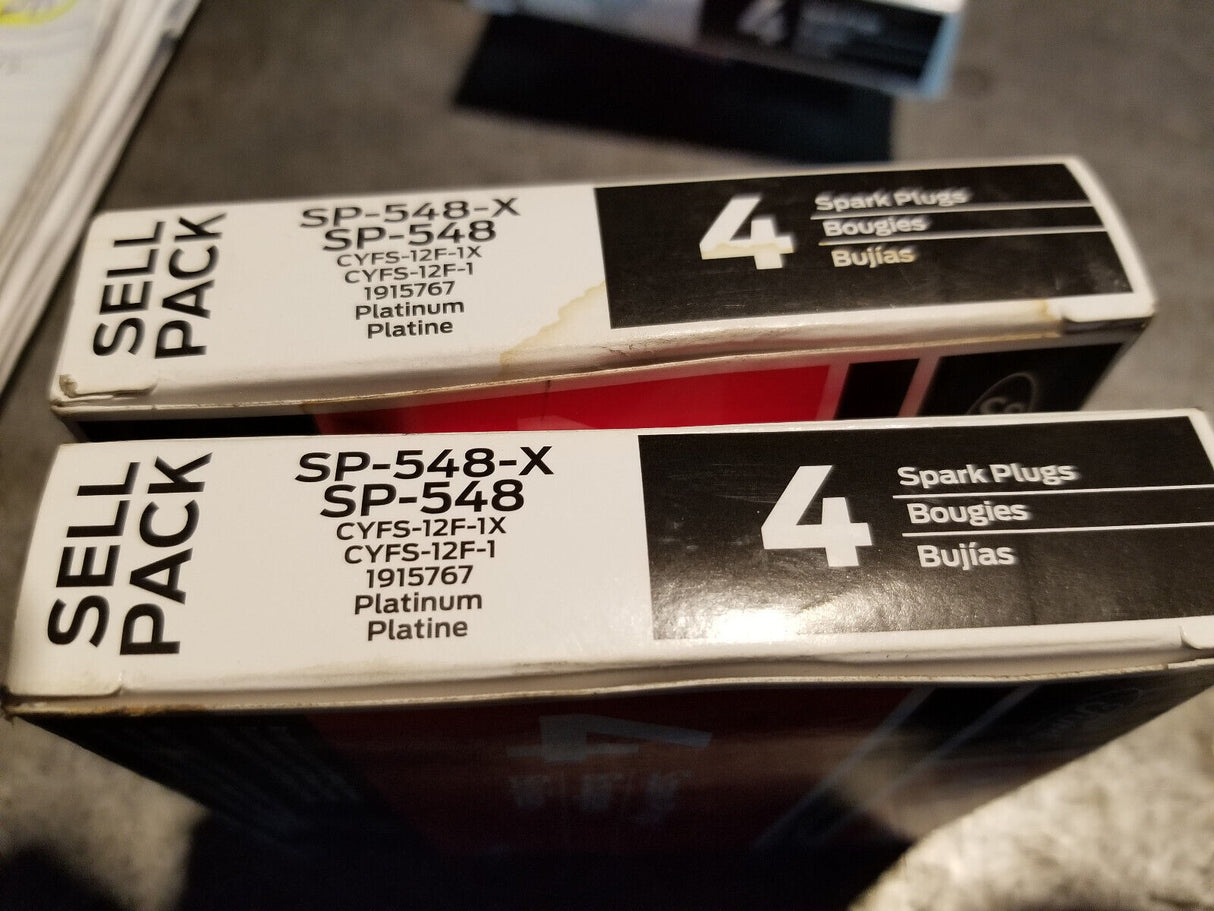 4
SELL
PACK
SP-548-X
SP-548
CYFS-12F-1X
CYFS-12F-1
1915767
Platinum
Platine
4
Spark Plugs
Bougies
Bujías
SELL
PACK
SP-548-X
SP-548
CYFS-12F-1X
CYFS-12F-1
1915767
Platinum
Platine
4
Spark Plugs
Bougies
Bujías
4